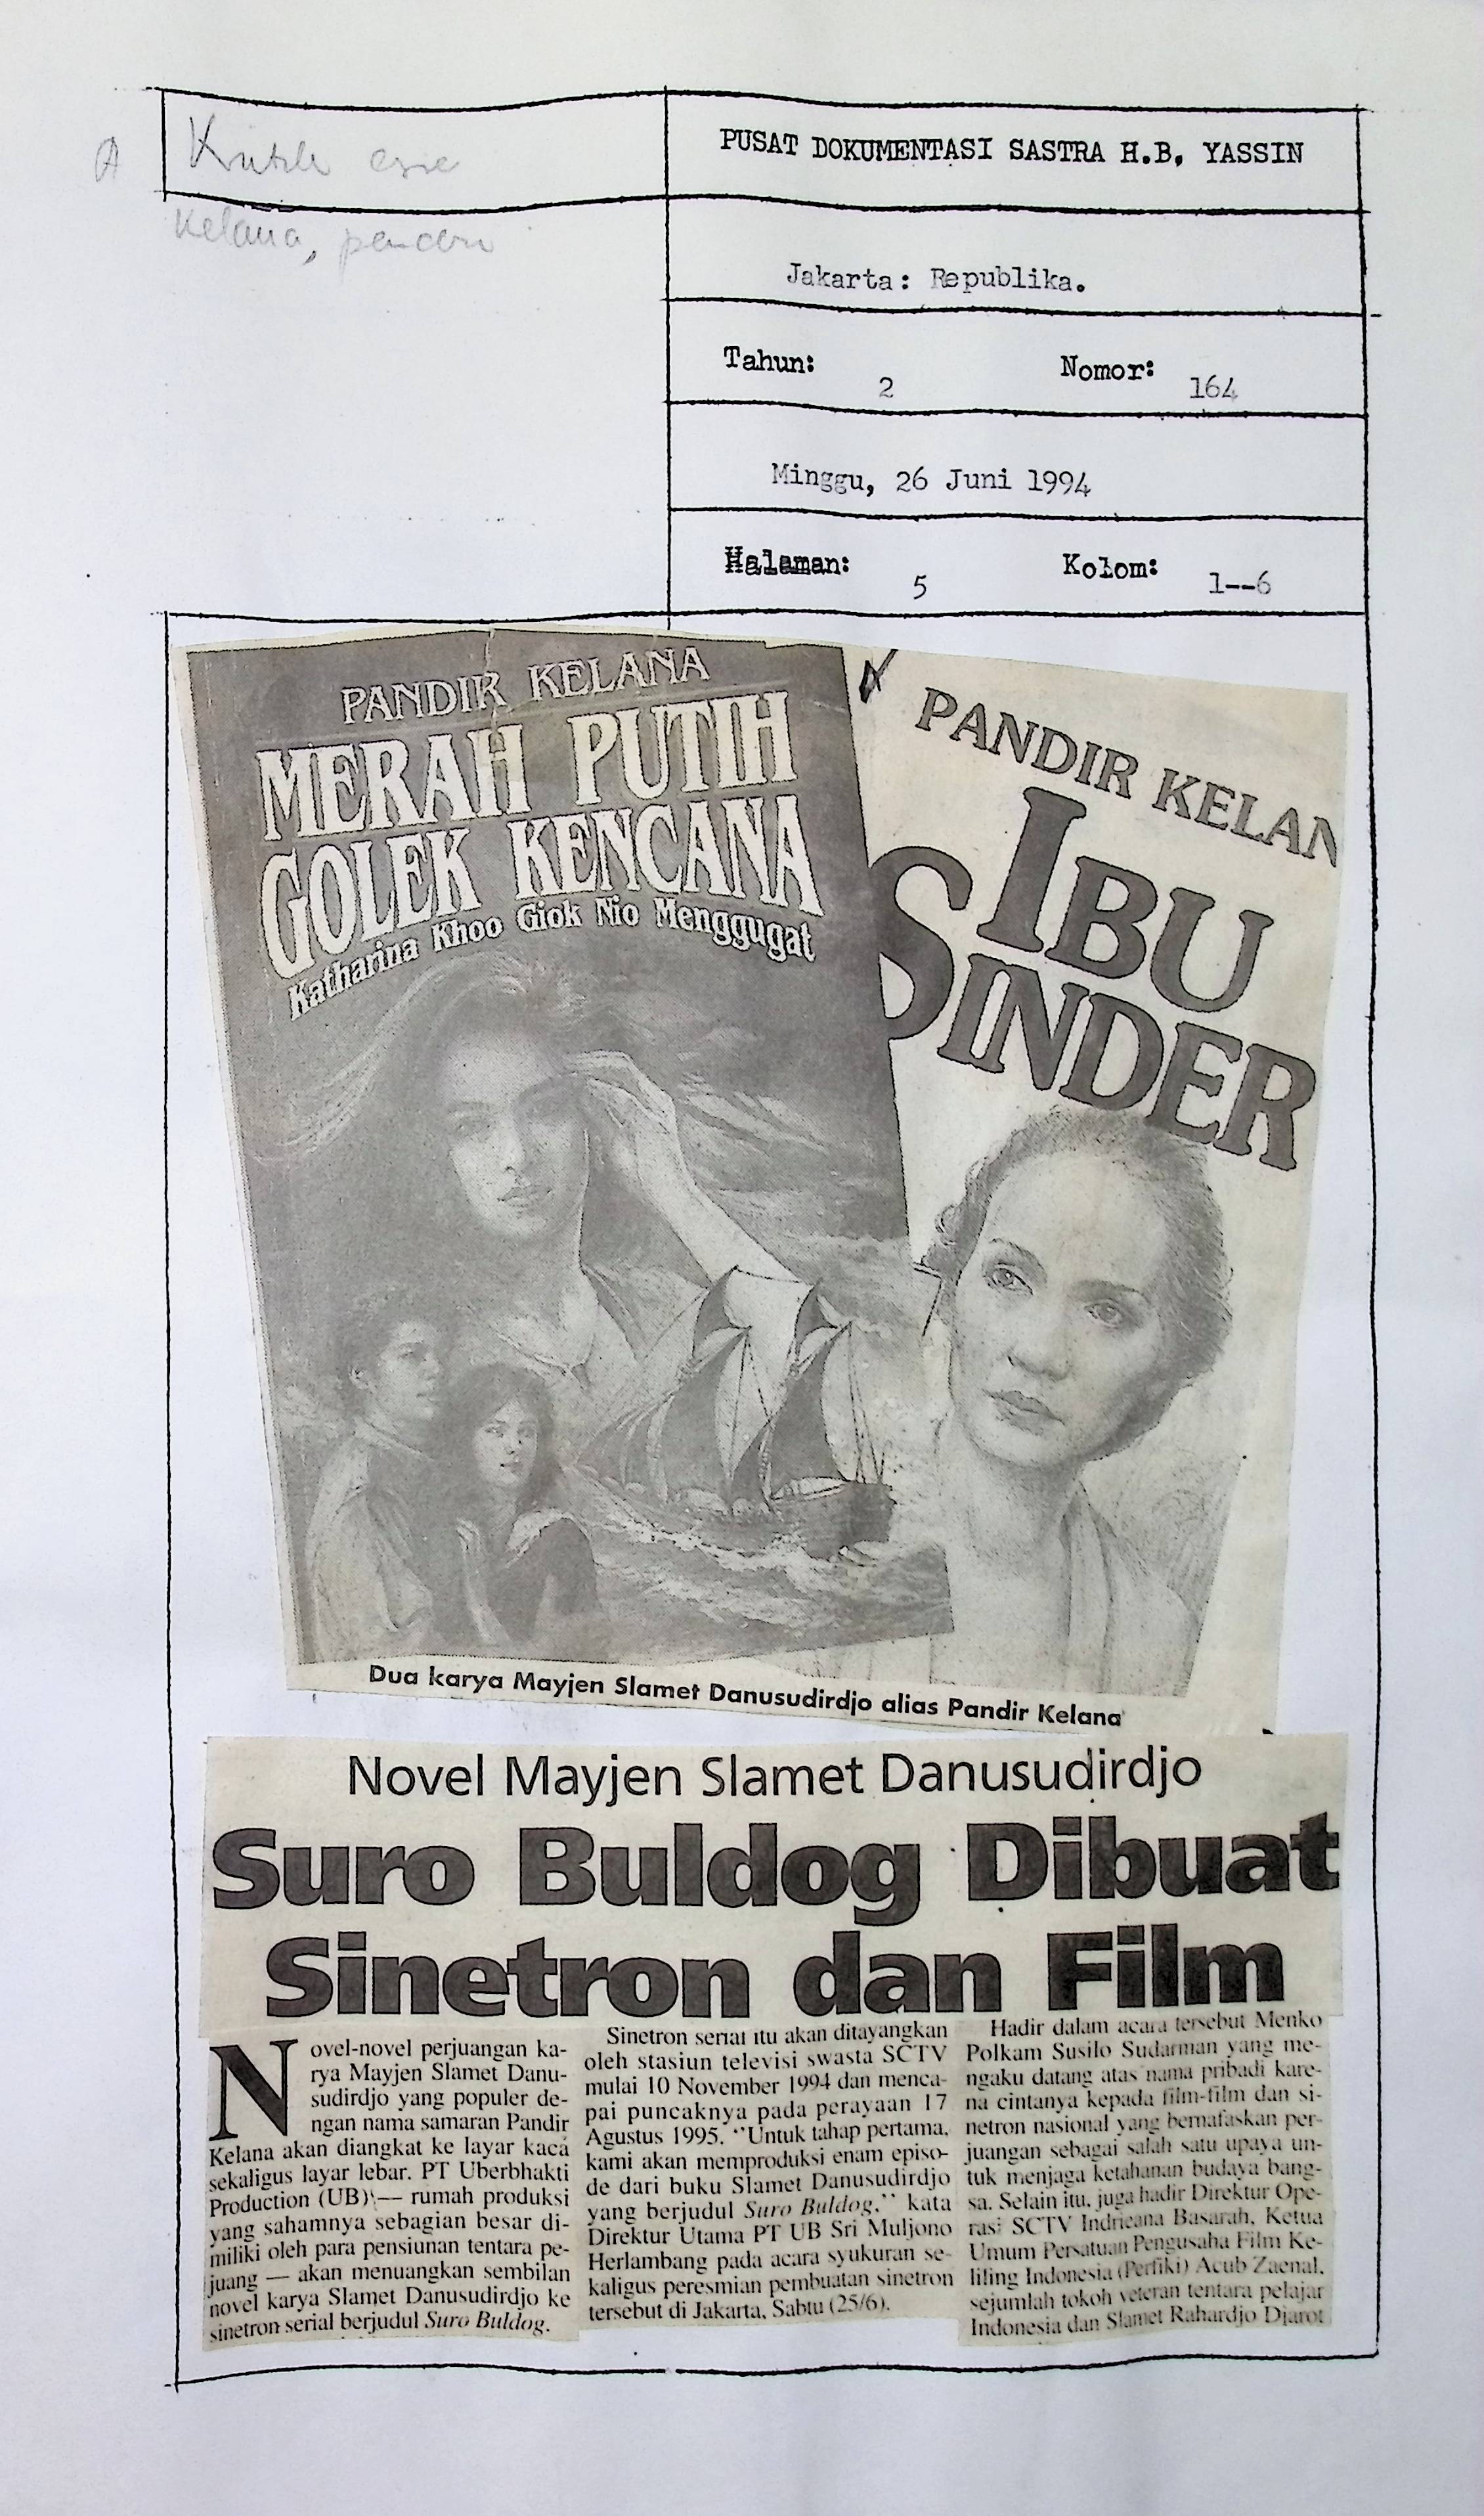 A
Kritik esei
Kelana, pandir
PUSAT DOKUMENTASI SASTRA H.B. YASSIN
Jakarta: Republika.
Tahun: 2 Nomor: 164
Minggu, 26 Juni 1994
Halaman: 5 Kolom: 1--6
PANDIR KELANA
MERAH PUTIH
GOLEK KENCANA
Katharina Khoo Giok Nio Menggugat
PANDIR KELAN
IBU
SINDER
S
Dua karya Mayjen Slamet Danusudirdjo alias Pandir Kelana
Novel Mayjen Slamet Danusudirdjo
Suro Buldog Dibuat
Sinetron dan Film
Novel-novel perjuangan ka-
rya Mayjen Slamet Danu-
sudirdjo yang populer de-
ngan nama samaran Pandir
Kelana akan diangkat ke layar kaca
sekaligus layar lebar. PT Uberbhakti
Production (UB) — rumah produksi
yang sahamnya sebagian besar di-
miliki oleh para pensiunan tentara pe-
juang — akan menuangkan sembilan
novel karya Slamet Danusudirdjo ke
sinetron serial berjudul Suro Buldog.
Sinetron serial itu akan ditayangkan
oleh stasiun televisi swasta SCTV
mulai 10 November 1994 dan menca-
pai puncaknya pada perayaan 17
Agustus 1995. "Untuk tahap pertama,
kami akan memproduksi enam episo-
de dari buku Slamet Danusudirdjo
yang berjudul Suro Buldog," kata
Direktur Utama PT UB Sri Muljono
Herlambang pada acara syukuran se-
kaligus peresmian pembuatan sinetron
tersebut di Jakarta, Sabtu (25/6).
Hadir dalam acara tersebut Menko
Polkam Susilo Sudarman yang me-
ngaku datang atas nama pribadi kare-
na cintanya kepada film-film dan si-
netron nasional yang bernafaskan per-
juangan sebagai salah satu upaya un-
tuk menjaga ketahanan budaya bang-
sa. Selain itu, juga hadir Direktur Ope-
rasi SCTV Indrieana Basarah, Ketua
Umum Persatuan Pengusaha Film Ke-
liling Indonesia (Perfiki) Acub Zaenal,
sejumlah tokoh veteran tentara pelajar
Indonesia dan Slamet Rahardjo Djarot